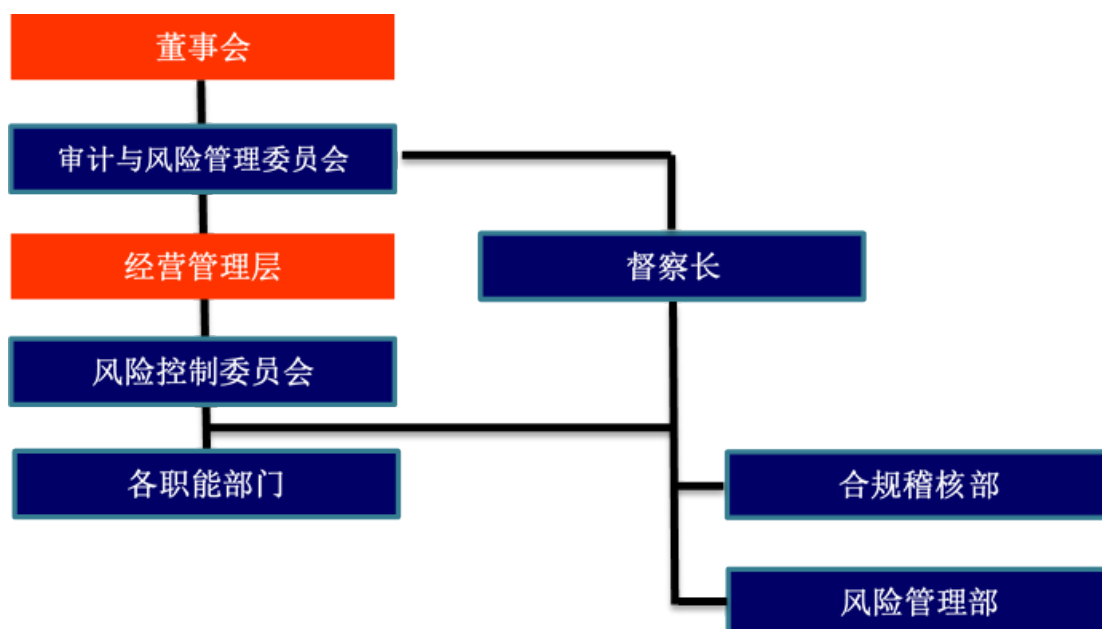 董事会
审计与风险管理委员会
经营管理层
督察长
风险控制委员会
各职能部门
合规稽核部
风险管理部